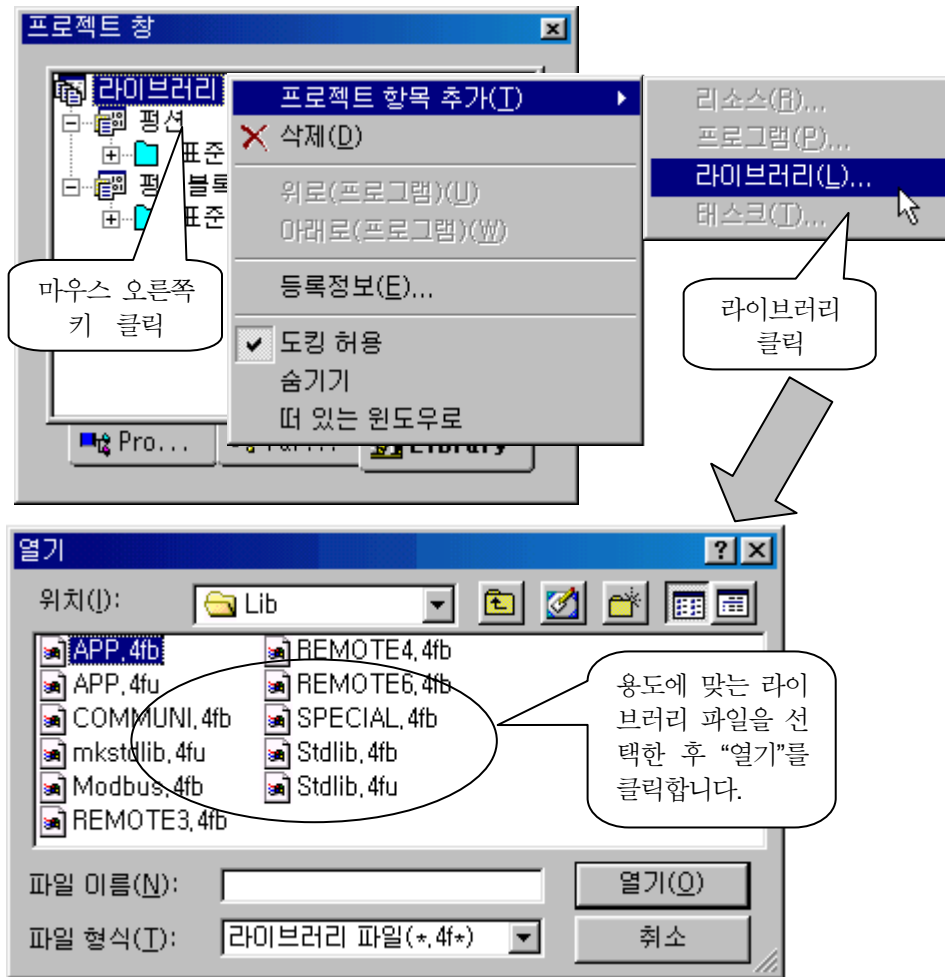 프로젝트 창
라이브러리
펑션
표준
펑 블록
표준
프로젝트 항목 추가(T)
삭제(D)
위로(프로그램)(U)
아래로(프로그램)(W)
등록정보(E)...
도킹 허용
숨기기
떠 있는 윈도우로
리소스(R)...
프로그램(P)...
라이브러리(L)...
태스크(T)...
마우스 오른쪽
키 클릭
라이브러리
클릭
Pro...
Library
열기
위치(I):
Lib
APP.4fb
APP.4fu
COMMUNI.4fb
mkstdlib.4fu
Modbus.4fb
REMOTE3.4fb
REMOTE4.4fb
REMOTE6.4fb
SPECIAL.4fb
Stdlib.4fb
Stdlib.4fu
용도에 맞는 라이
브러리 파일을 선
택한 후 “열기”를
클릭합니다.
파일 이름(N):
열기(O)
파일 형식(T):
라이브러리 파일(*.4f*)
취소